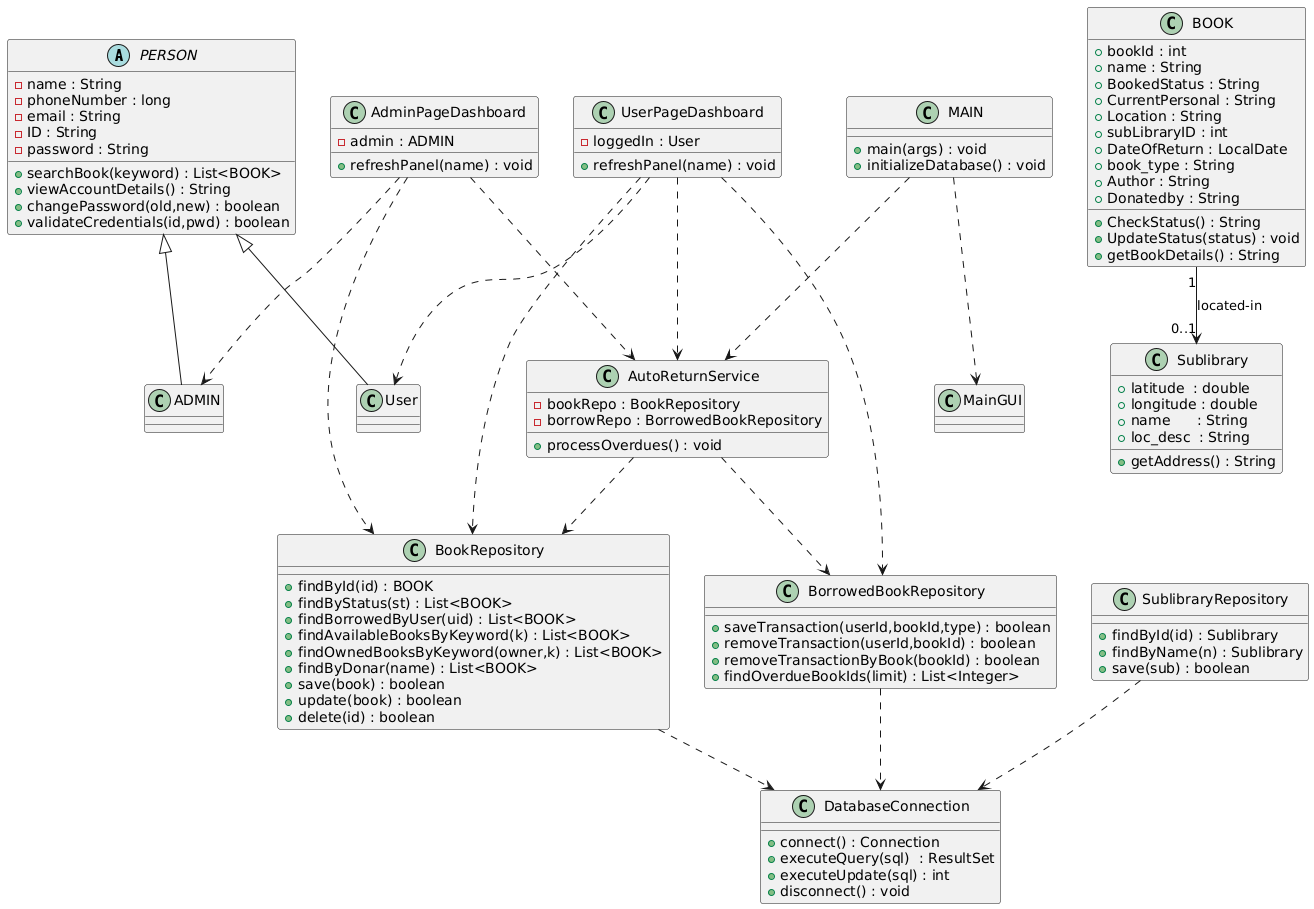 A PERSON
name : String
phoneNumber : long
email : String
ID : String
password : String
searchBook(keyword) : List<BOOK>
viewAccountDetails() : String
changePassword(old,new) : boolean
validateCredentials(id,pwd) : boolean
C AdminPageDashboard
admin : ADMIN
refreshPanel(name) : void
C UserPageDashboard
loggedIn : User
refreshPanel(name) : void
C MAIN
main(args) : void
initializeDatabase() : void
C BOOK
bookId : int
name : String
BookedStatus : String
CurrentPersonal : String
Location : String
subLibraryID : int
DateOfReturn : LocalDate
book_type : String
Author : String
Donatedby : String
CheckStatus() : String
UpdateStatus(status) : void
getBookDetails() : String
1
located-in
0..1
C ADMIN
C User
C AutoReturnService
bookRepo : BookRepository
borrowRepo : BorrowedBookRepository
processOverdues() : void
C MainGUI
C Sublibrary
latitude : double
longitude : double
name : String
loc_desc : String
getAddress() : String
C BookRepository
findById(id) : BOOK
findByStatus(st) : List<BOOK>
findBorrowedByUser(uid) : List<BOOK>
findAvailableBooksByKeyword(k) : List<BOOK>
findOwnedBooksByKeyword(owner,k) : List<BOOK>
findByDonar(name) : List<BOOK>
save(book) : boolean
update(book) : boolean
delete(id) : boolean
C BorrowedBookRepository
saveTransaction(userId,bookId,type) : boolean
removeTransaction(userId,bookId) : boolean
removeTransactionByBook(bookId) : boolean
findOverdueBookIds(limit) : List<Integer>
C SublibraryRepository
findById(id) : Sublibrary
findByName(n) : Sublibrary
save(sub) : boolean
C DatabaseConnection
connect() : Connection
executeQuery(sql) : ResultSet
executeUpdate(sql) : int
disconnect() : void